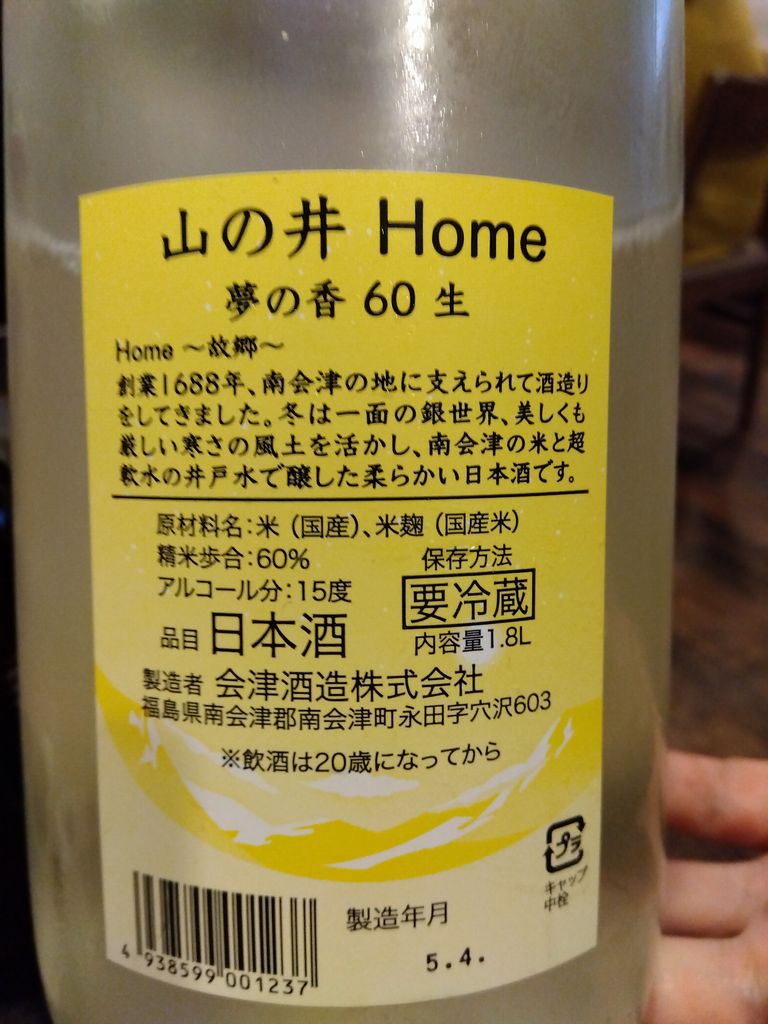 山の井 Home
夢の香 60 生
Home 〜故郷〜
創業1688年、南会津の地に支えられて酒造り
をしてきました。冬は一面の銀世界、美しくも
厳しい寒さの風土を活かし、南会津の米と超
軟水の井戸水で醸した柔らかい日本酒です。
原材料名：米（国産）、米麹（国産米）
精米歩合：60%
保存方法
アルコール分：15度
要冷蔵
品目 日本酒
内容量1.8L
製造者 会津酒造株式会社
福島県南会津郡南会津町永田字穴沢603
※飲酒は20歳になってから
プラ
キャップ
中栓
製造年月
5.4.
4 938599 001237